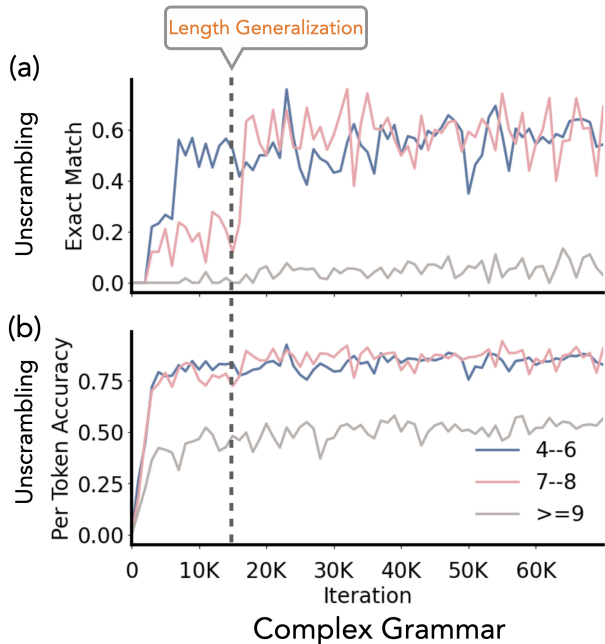 Length Generalization
(a)
Unscrambling
Exact Match
0.6
0.4
0.2
0.0
(b)
Unscrambling
Per Token Accuracy
0.75
0.50
0.25
0.00
4--6
7--8
>=9
0
10K
20K
30K
40K
50K
60K
Iteration
Complex Grammar